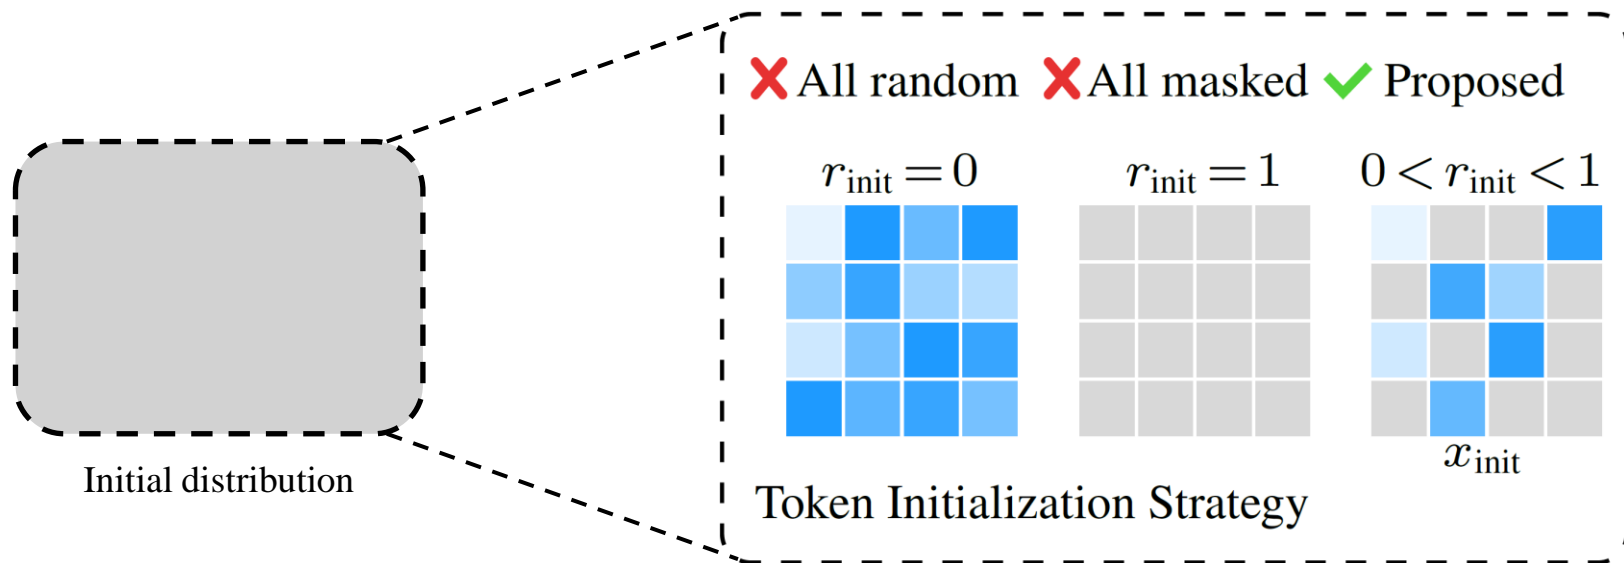 ❌ All random ❌ All masked ✓ Proposed
r_init = 0 r_init = 1 0 < r_init < 1
x_init
Initial distribution
Token Initialization Strategy